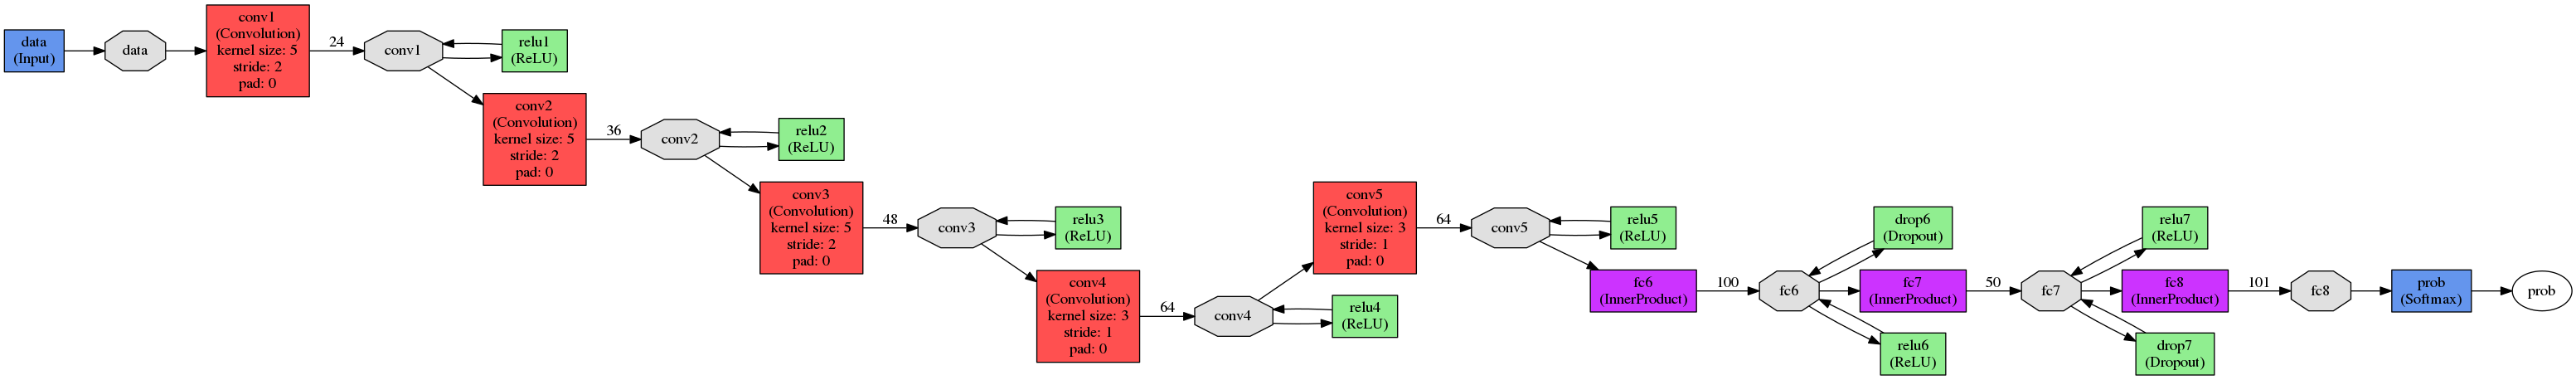 data
(Input)
data
conv1
(Convolution)
kernel size: 5
stride: 2
pad: 0
24
conv1
relu1
(ReLU)
conv2
(Convolution)
kernel size: 5
stride: 2
pad: 0
36
conv2
relu2
(ReLU)
conv3
(Convolution)
kernel size: 5
stride: 2
pad: 0
48
conv3
relu3
(ReLU)
conv4
(Convolution)
kernel size: 3
stride: 1
pad: 0
64
conv4
relu4
(ReLU)
conv5
(Convolution)
kernel size: 3
stride: 1
pad: 0
64
conv5
relu5
(ReLU)
fc6
(InnerProduct)
100
fc6
drop6
(Dropout)
relu6
(ReLU)
fc7
(InnerProduct)
50
fc7
relu7
(ReLU)
drop7
(Dropout)
fc8
(InnerProduct)
101
fc8
prob
(Softmax)
prob